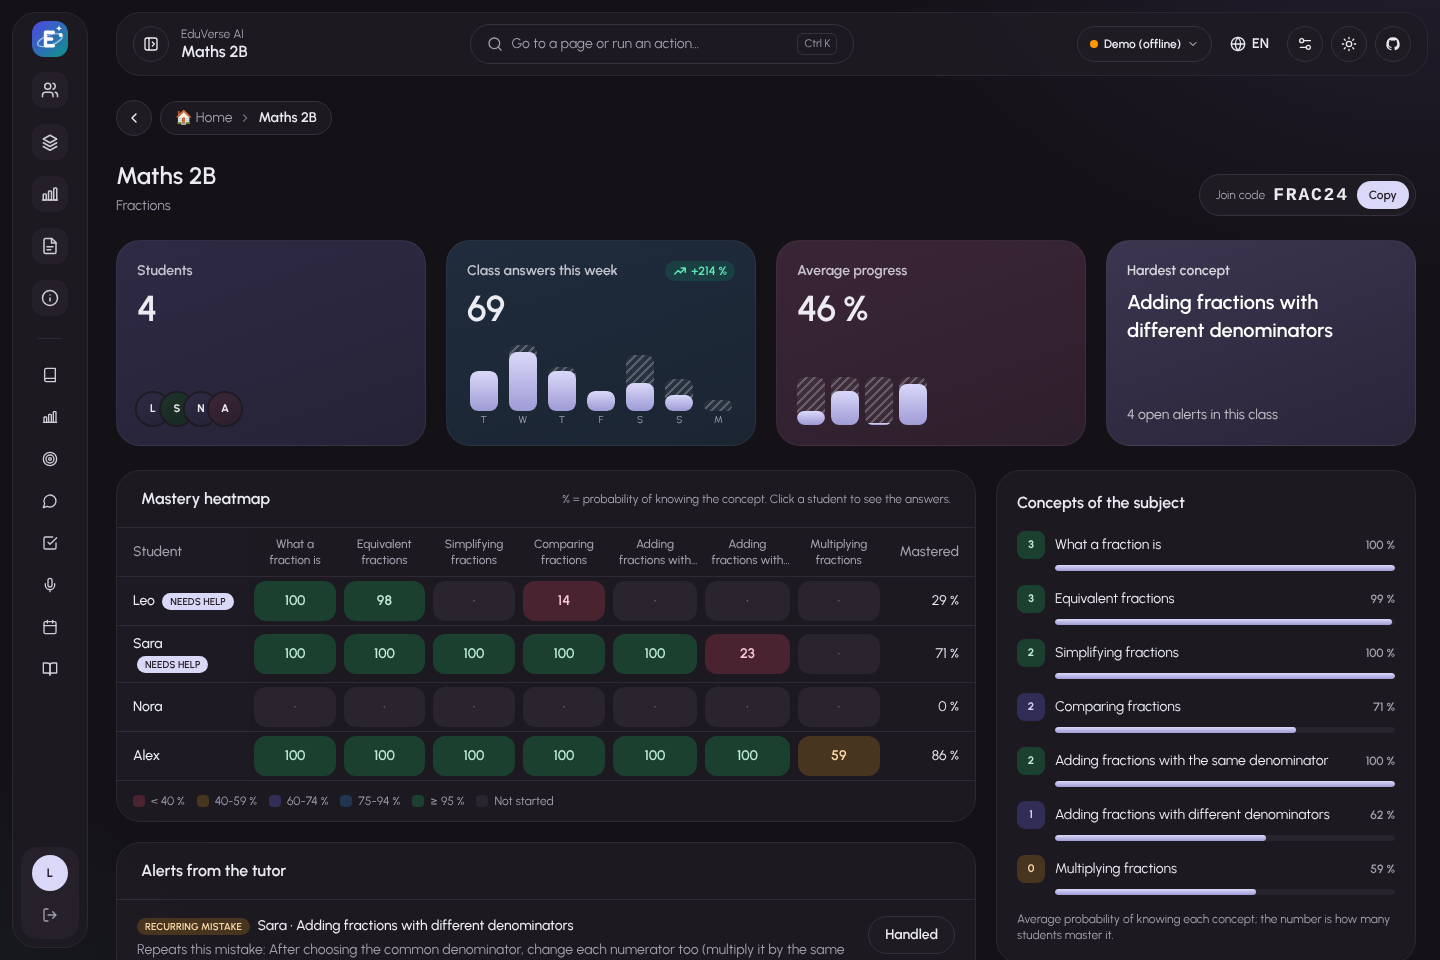 EduVerse AI
Maths 2B
Go to a page or run an action...
Ctrl K
Demo (offline)
EN
🏠 Home > Maths 2B
Maths 2B
Fractions
Join code FRAC24 Copy
Students
4
L S N A
Class answers this week
+214 %
69
T W T F S S M
Average progress
46 %
Hardest concept
Adding fractions with
different denominators
4 open alerts in this class
Mastery heatmap
% = probability of knowing the concept. Click a student to see the answers.
Student
What a
fraction is
Equivalent
fractions
Simplifying
fractions
Comparing
fractions
Adding
fractions with...
Adding
fractions with...
Multiplying
fractions
Mastered
Leo NEEDS HELP 100 98 · 14 · · · 29 %
Sara
NEEDS HELP
100 100 100 100 100 23 · 71 %
Nora · · · · · · · 0 %
Alex 100 100 100 100 100 100 59 86 %
< 40 % 40-59 % 60-74 % 75-94 % ≥ 95 % Not started
Alerts from the tutor
RECURRING MISTAKE Sara · Adding fractions with different denominators
Repeats this mistake: After choosing the common denominator, change each numerator too (multiply it by the same
Handled
Concepts of the subject
3 What a fraction is 100 %
3 Equivalent fractions 99 %
2 Simplifying fractions 100 %
2 Comparing fractions 71 %
2 Adding fractions with the same denominator 100 %
1 Adding fractions with different denominators 62 %
0 Multiplying fractions 59 %
Average probability of knowing each concept; the number is how many
students master it.
E
L